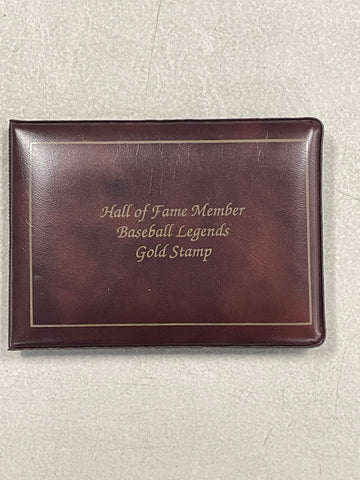 Hall of Fame Member
Baseball Legends
Gold Stamp